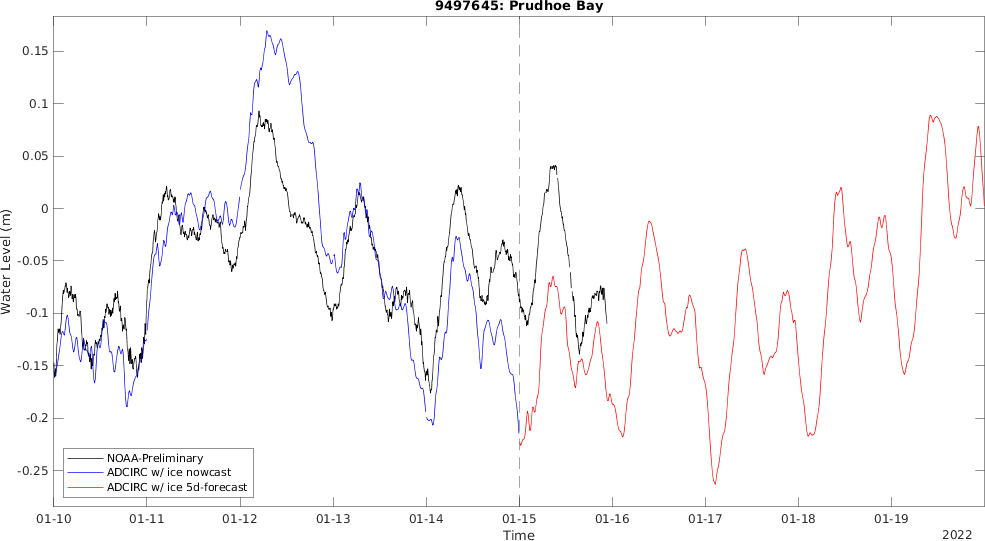 9497645: Prudhoe Bay
0.15
0.1
0.05
0
-0.05
-0.1
-0.15
-0.2
-0.25
Water Level (m)
NOAA-Preliminary
ADCIRC w/ ice nowcast
ADCIRC w/ ice 5d-forecast
01-10 01-11 01-12 01-13 01-14 01-15 01-16 01-17 01-18 01-19
Time
2022